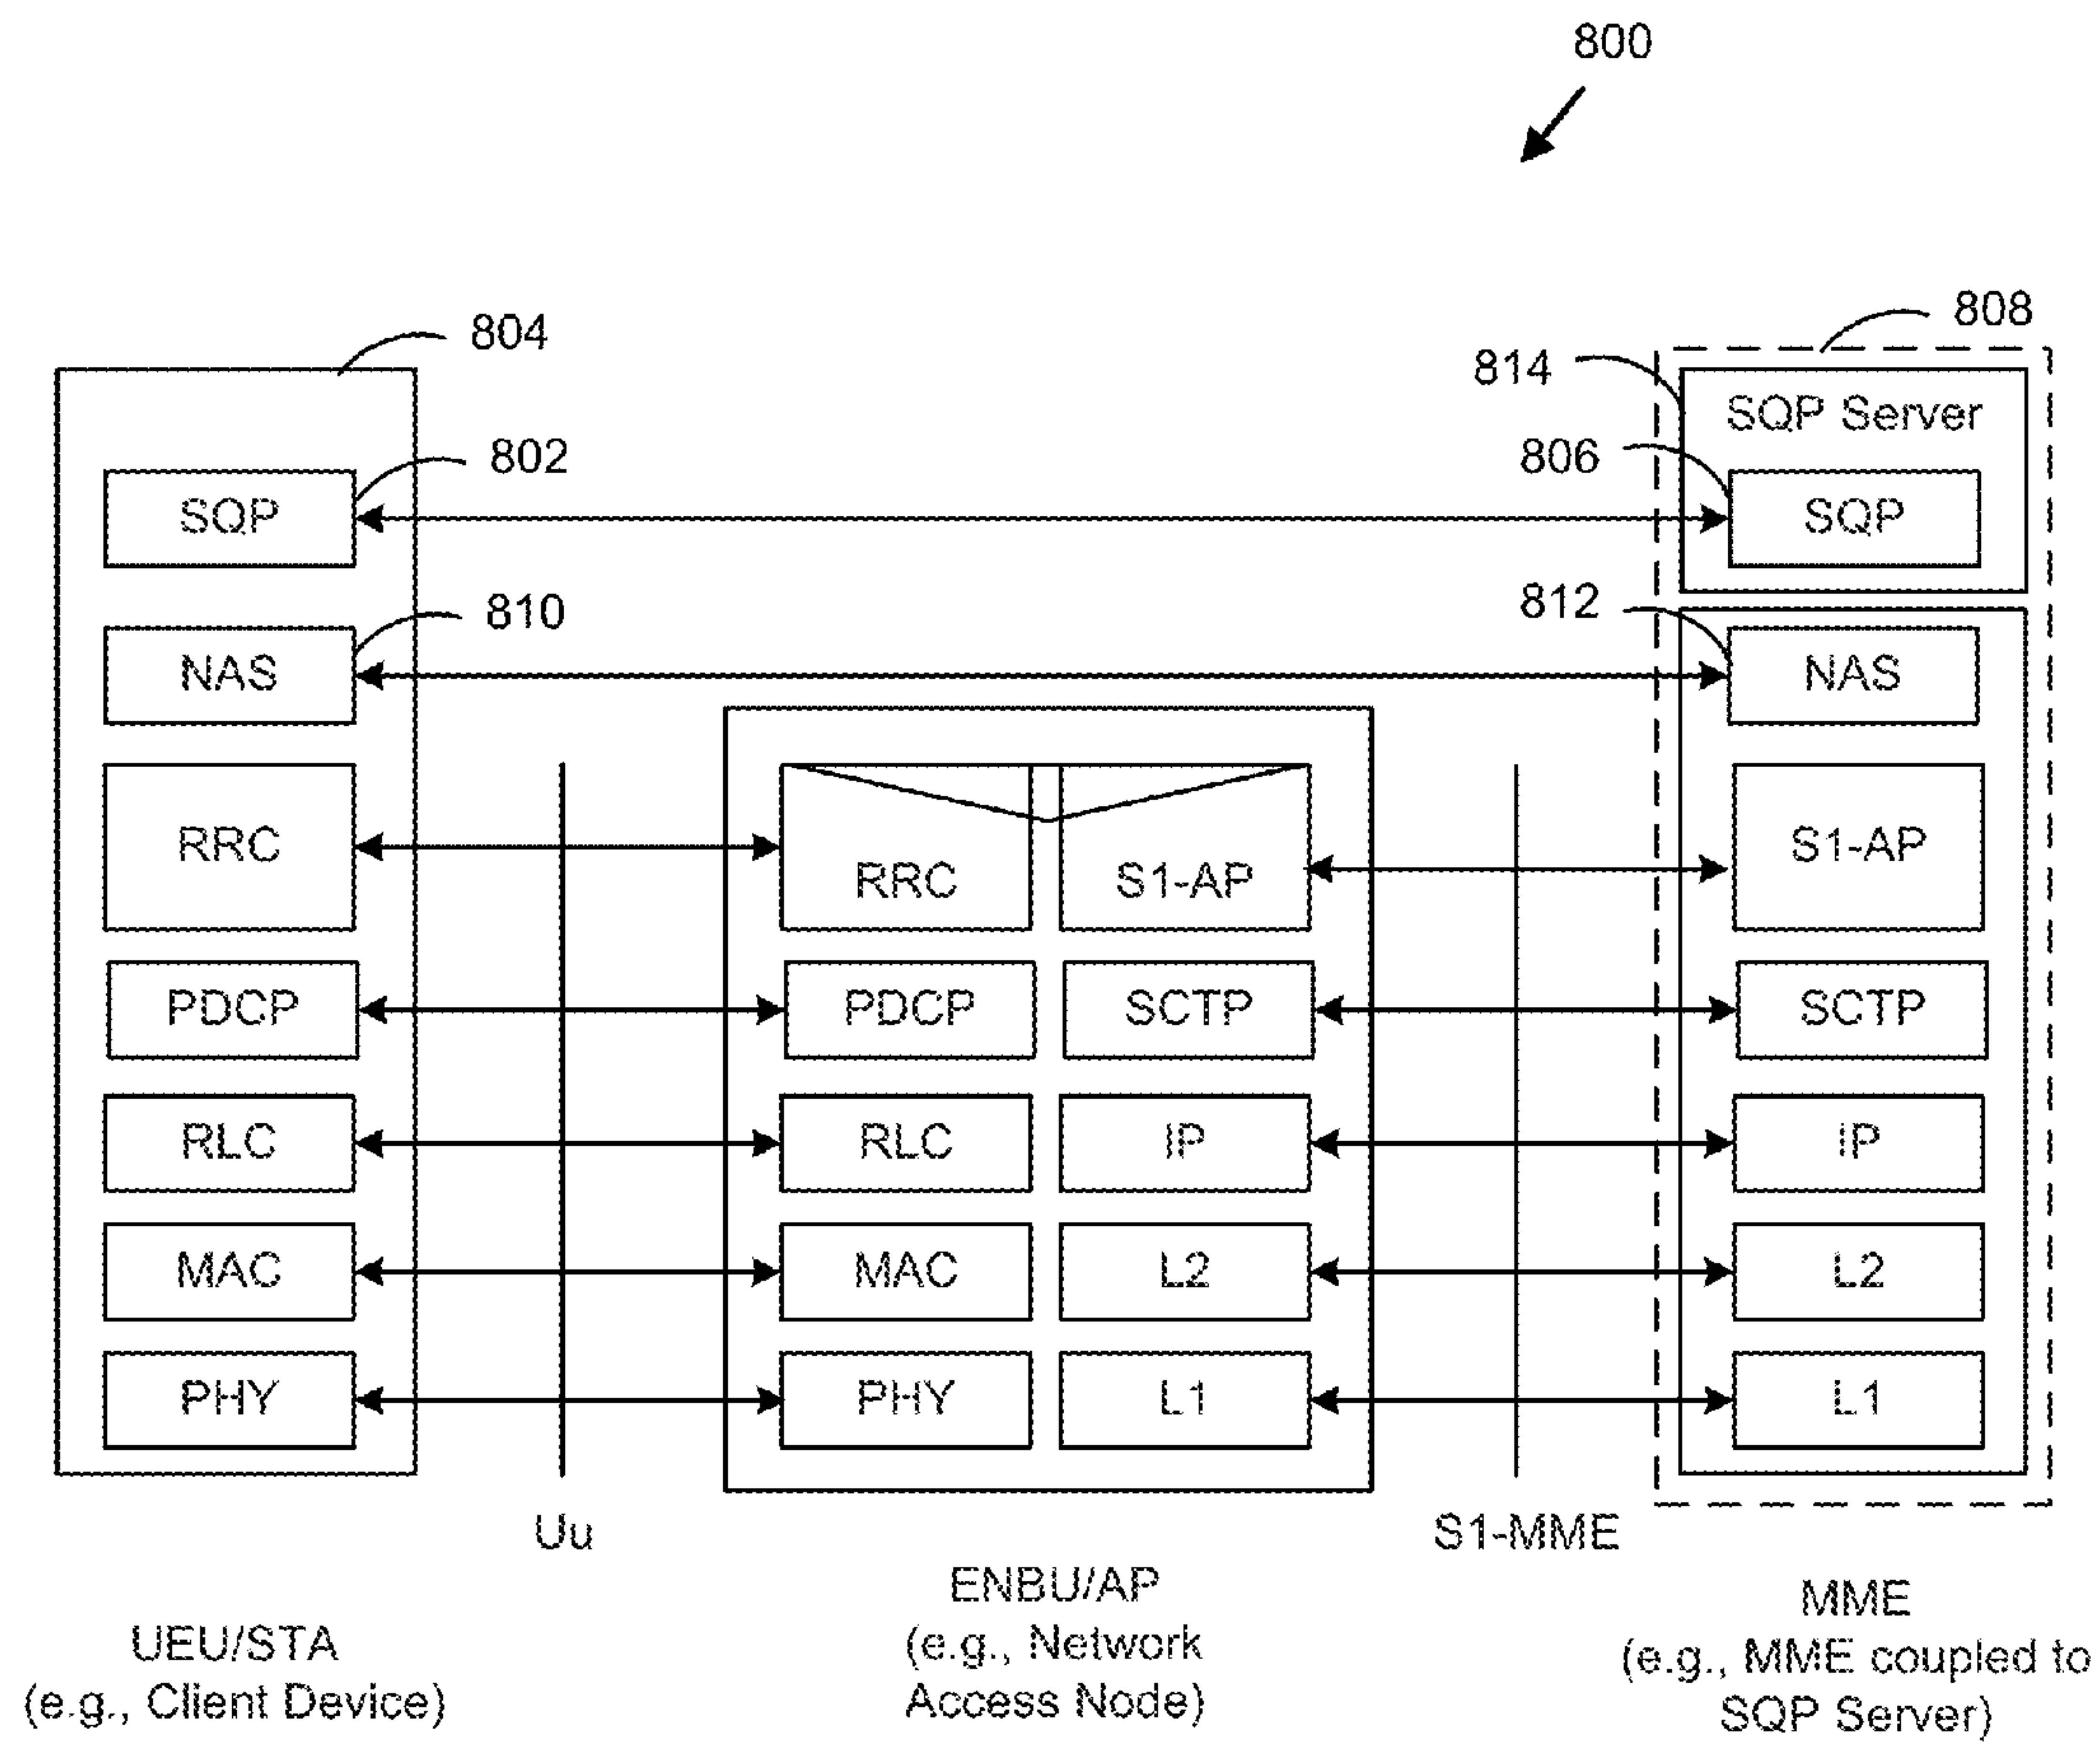 800
808
804
814
SQP Server
802
806
SQP
SQP
810
812
NAS
NAS
RRC
RRC
S1-AP
S1-AP
PDCP
PDCP
SCTP
SCTP
RLC
RLC
IP
IP
MAC
MAC
L2
L2
PHY
PHY
L1
L1
Uu
S1-MME
UEU/STA
(e.g., Client Device)
ENBU/AP
(e.g., Network
Access Node)
MME
(e.g., MME coupled to
SQP Server)